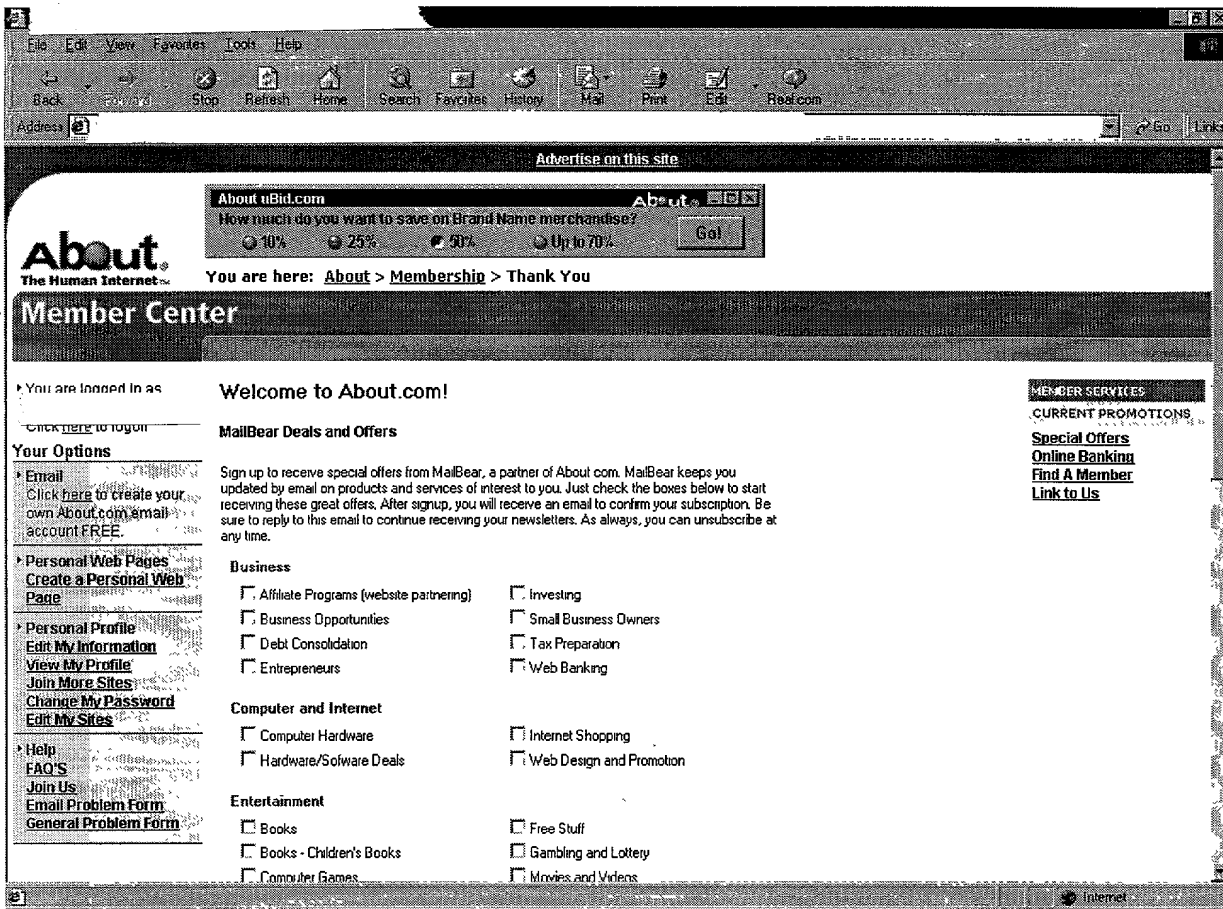 File Edit View Favorites Tools Help
Back Forward Stop Refresh Home Search Favorites History Mail Print Edit Real.com
Address Go Links
Advertise on this site
About uBid.com About
How much do you want to save on Brand Name merchandise?
10% 25% 50% Up to 70% Go!
About
The Human Internet
You are here: About > Membership > Thank You
Member Center
You are logged in as
Click here to logoff
Your Options
Email
Click here to create your
own About.com email
account FREE.
Personal Web Pages
Create a Personal Web
Page
Personal Profile
Edit My Information
View My Profile
Join More Sites
Change My Password
Edit My Sites
Help
FAQ'S
Join Us
Email Problem Form
General Problem Form
Welcome to About.com!
MailBear Deals and Offers
Sign up to receive special offers from MailBear, a partner of About com. MailBear keeps you
updated by email on products and services of interest to you. Just check the boxes below to start
receiving these great offers. After signup, you will receive an email to confirm your subscription. Be
sure to reply to this email to continue receiving your newsletters. As always, you can unsubscribe at
any time.
Business
Affiliate Programs (website partnering) Investing
Business Opportunities Small Business Owners
Debt Consolidation Tax Preparation
Entrepreneurs Web Banking
Computer and Internet
Computer Hardware Internet Shopping
Hardware/Sofware Deals Web Design and Promotion
Entertainment
Books Free Stuff
Books - Children's Books Gambling and Lottery
Computer Games Movies and Videos
MEMBER SERVICES
CURRENT PROMOTIONS
Special Offers
Online Banking
Find A Member
Link to Us
Internet